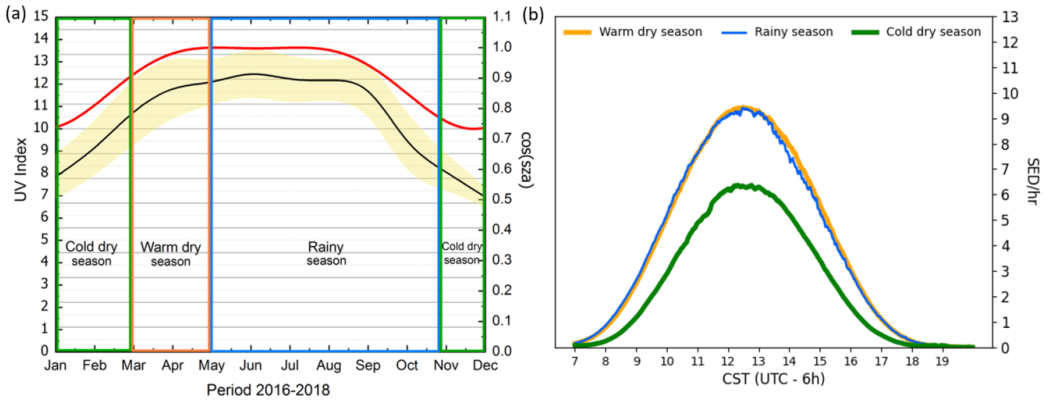 (a)
15
14
13
12
11
10
9
8
7
6
5
4
3
2
1
0
UV Index
1.1
1.0
0.9
0.8
0.7
0.6
0.5
0.4
0.3
0.2
0.1
0.0
cos(sza)
Cold dry
season
Warm dry
season
Rainy
season
Cold dry
season
Jan Feb Mar Apr May Jun Jul Aug Sep Oct Nov Dec
Period 2016-2018
(b)
Warm dry season Rainy season Cold dry season
13
12
11
10
9
8
7
6
5
4
3
2
1
0
SED/hr
7 8 9 10 11 12 13 14 15 16 17 18 19
CST (UTC - 6h)